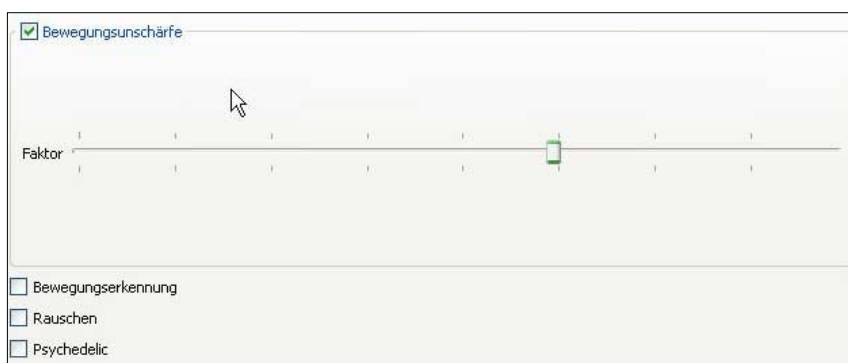 Bewegungsunschärfe
Faktor
Bewegungserkennung
Rauschen
Psychedelic